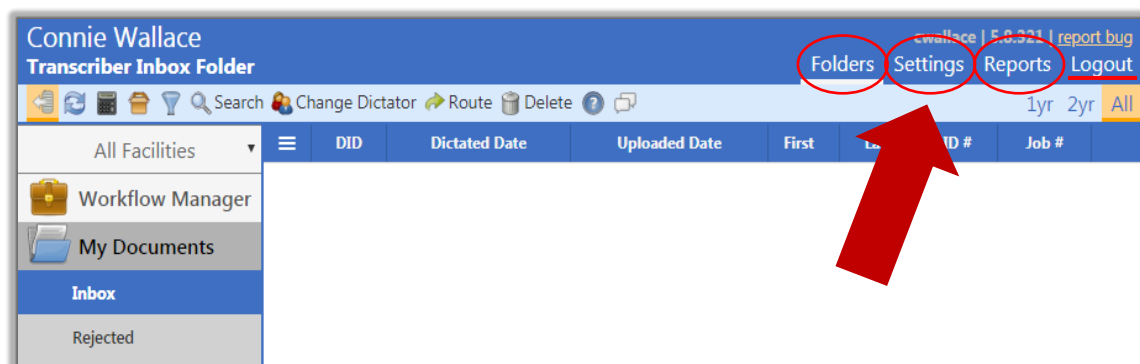 Connie Wallace
cwallace | 5.8.321 | report bug
Transcriber Inbox Folder
Folders Settings Reports Logout
Search Change Dictator Route Delete ? 1yr 2yr All
All Facilities
DID Dictated Date Uploaded Date First ID # Job #
Workflow Manager
My Documents
Inbox
Rejected